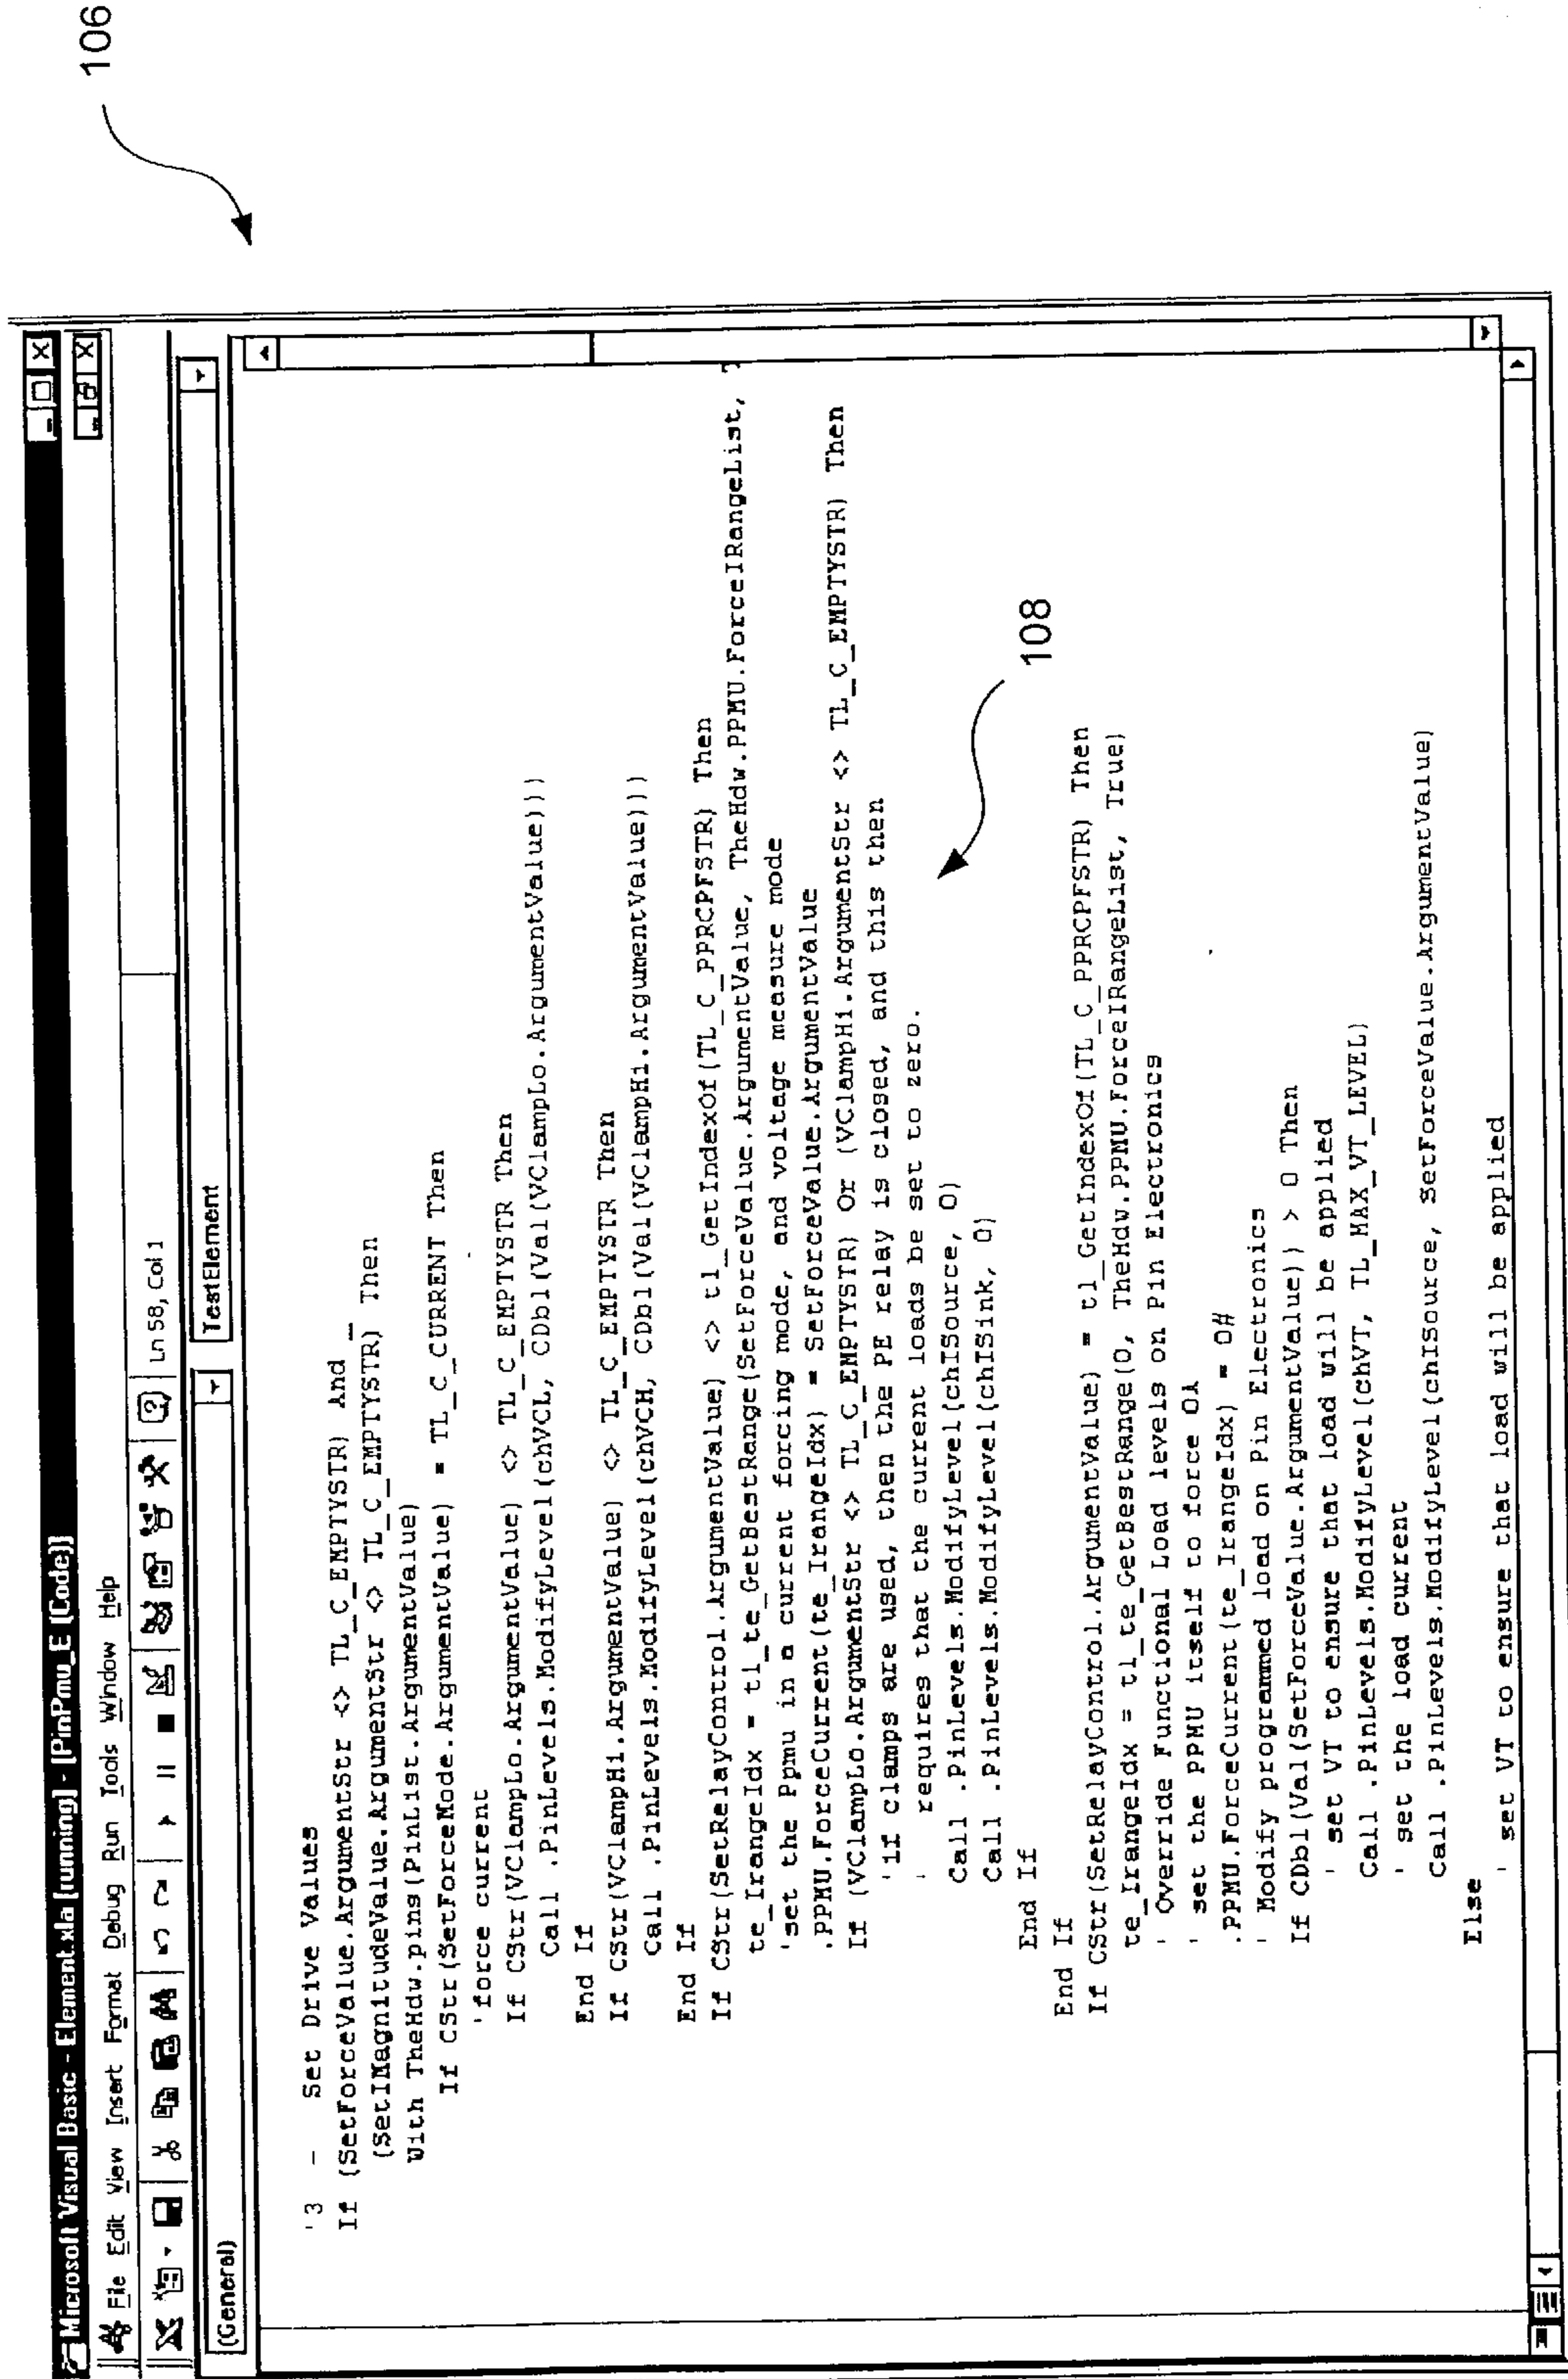 106
Microsoft Visual Basic - Element.xla [running] - [PinPmu_E (Code)]
File Edit View Insert Format Debug Run Tools Window Help
Ln 58, Col 1
(General)
TestElement
'3 - Set Drive Values
If (SetForceValue.ArgumentStr <> TL_C_EMPTYSTR) And _
(SetIMagnitudeValue.ArgumentStr <> TL_C_EMPTYSTR) Then
With TheHdw.pins(PinList.ArgumentValue)
If CStr(SetForceMode.ArgumentValue) = TL_C_CURRENT Then
'force current
If CStr(VClampLo.ArgumentValue) <> TL_C_EMPTYSTR Then
Call .PinLevels.ModifyLevel(chVCL, CDbl(Val(VClampLo.ArgumentValue)))
End If
If CStr(VClampHi.ArgumentValue) <> TL_C_EMPTYSTR Then
Call .PinLevels.ModifyLevel(chVCH, CDbl(Val(VClampHi.ArgumentValue)))
End If
If CStr(SetRelayControl.ArgumentValue) <> tl_GetIndexOf(TL_C_PPRCPFSTR) Then
te_IrangeIdx = tl_te_GetBestRange(SetForceValue.ArgumentValue, TheHdw.PPMU.ForceIRangeList,
'set the Ppmu in a current forcing mode, and voltage measure mode
.PPMU.ForceCurrent(te_IrangeIdx) = SetForceValue.ArgumentValue
If (VClampLo.ArgumentStr <> TL_C_EMPTYSTR) Or (VClampHi.ArgumentStr <> TL_C_EMPTYSTR) Then
'if clamps are used, then the PE relay is closed, and this then
' requires that the current loads be set to zero.
Call .PinLevels.ModifyLevel(chISource, 0)
Call .PinLevels.ModifyLevel(chISink, 0)
End If
End If
If CStr(SetRelayControl.ArgumentValue) = tl_GetIndexOf(TL_C_PPRCPFSTR) Then
te_IrangeIdx = tl_te_GetBestRange(0, TheHdw.PPMU.ForceIRangeList, True)
' Override Functional Load levels on Pin Electronics
' set the PPMU itself to force 0A
.PPMU.ForceCurrent(te_IrangeIdx) = 0#
' Modify programmed load on Pin Electronics
If CDbl(Val(SetForceValue.ArgumentValue)) > 0 Then
' set VT to ensure that load will be applied
Call .PinLevels.ModifyLevel(chVT, TL_MAX_VT_LEVEL)
' set the load current
Call .PinLevels.ModifyLevel(chISource, SetForceValue.ArgumentValue)
Else
' set VT to ensure that load will be applied
108